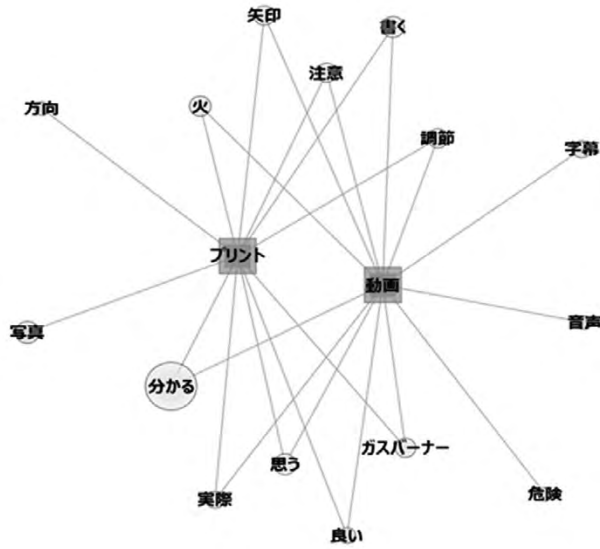 矢印
書く
注意
火
方向
調節
字幕
プリント
動画
音声
写真
分かる
ガスバーナー
思う
実際
危険
良い